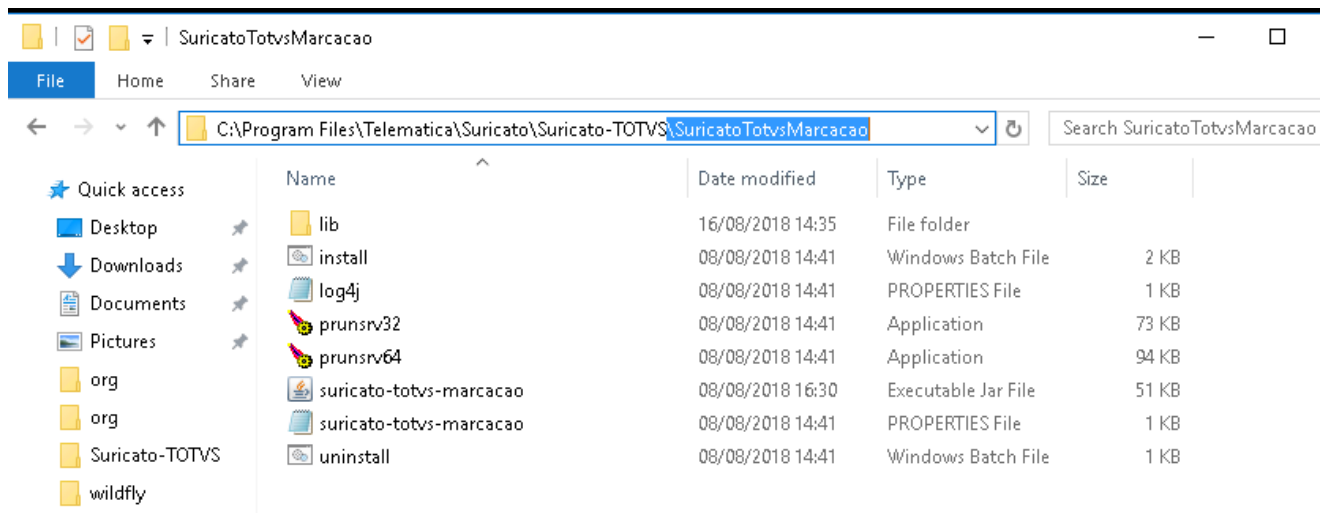 SuricatoTotvsMarcacao
File Home Share View
C:\Program Files\Telematica\Suricato\Suricato-TOTVS\SuricatoTotvsMarcacao Search SuricatoTotvsMarcacao
Quick access
Desktop
Downloads
Documents
Pictures
org
org
Suricato-TOTVS
wildfly
Name Date modified Type Size
lib 16/08/2018 14:35 File folder
install 08/08/2018 14:41 Windows Batch File 2 KB
log4j 08/08/2018 14:41 PROPERTIES File 1 KB
prunsrv32 08/08/2018 14:41 Application 73 KB
prunsrv64 08/08/2018 14:41 Application 94 KB
suricato-totvs-marcacao 08/08/2018 16:30 Executable Jar File 51 KB
suricato-totvs-marcacao 08/08/2018 14:41 PROPERTIES File 1 KB
uninstall 08/08/2018 14:41 Windows Batch File 1 KB